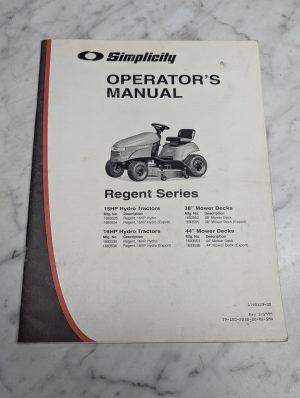 Simplicity
OPERATOR'S
MANUAL
Regent Series
15HP Hydro Tractors
Mfg. No. Description
Regent, 15HP Hydro
Regent, 15HP Hydro (Export)
16HP Hydro Tractors
Mfg. No. Description
Regent, 16HP Hydro
Regent, 16HP Hydro (Export)
38" Mower Decks
Mfg. No. Description
38" Mower Deck
38" Mower Deck (Export)
44" Mower Decks
Mfg. No. Description
44" Mower Deck
44" Mower Deck (Export)